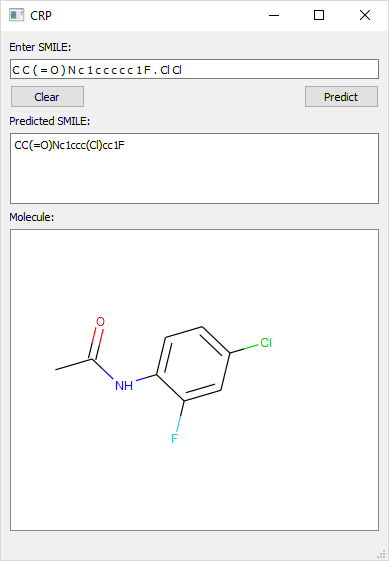 CRP
Enter SMILE:
C C ( = O ) N c 1 c c c c c 1 F . Cl Cl
Clear Predict
Predicted SMILE:
CC(=O)Nc1ccc(Cl)cc1F
Molecule:
O
Cl
NH
F